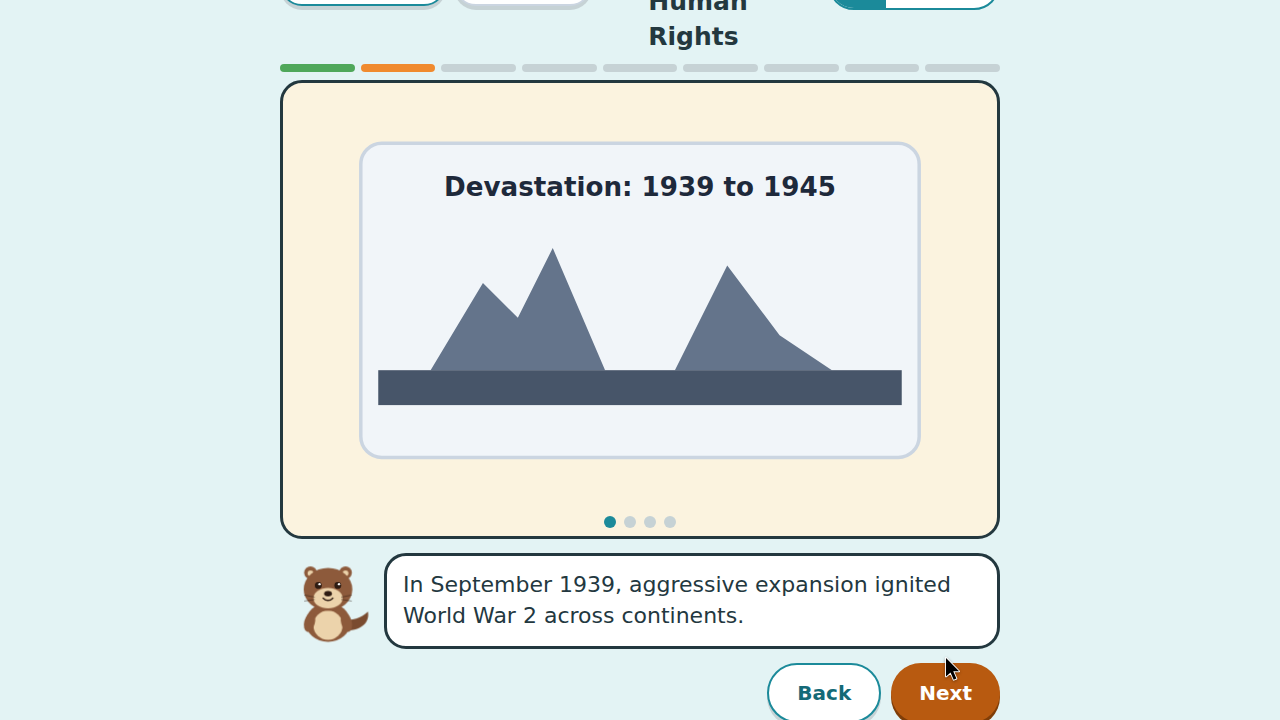 Human
Rights
Devastation: 1939 to 1945
In September 1939, aggressive expansion ignited
World War 2 across continents.
Back
Next